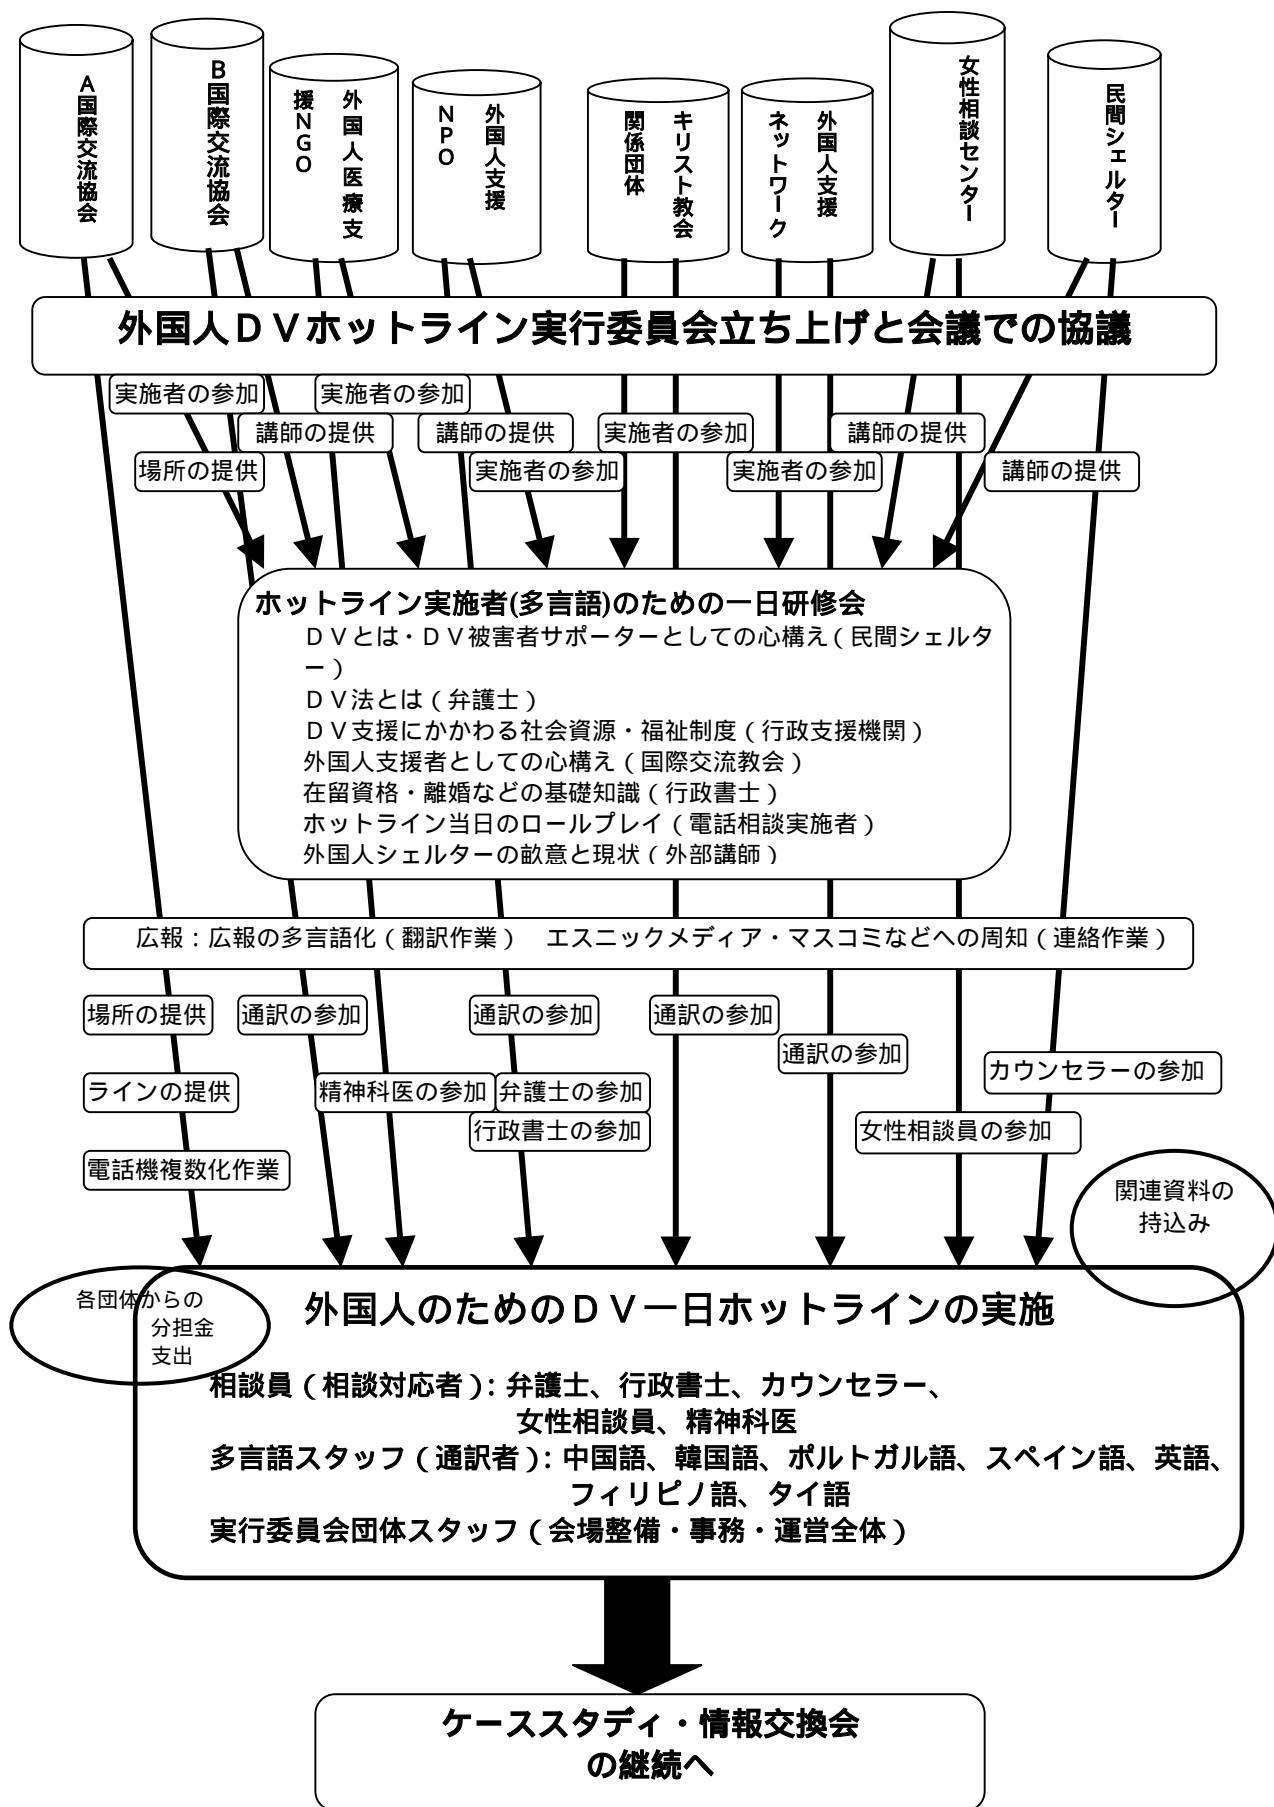 A国際交流協会
B国際交流協会
外国人医療支
援NGO
外国人支援
NPO
キリスト教会
関係団体
外国人支援
ネットワーク
女性相談センター
民間シェルター
外国人DVホットライン実行委員会立ち上げと会議での協議
実施者の参加
実施者の参加
講師の提供
講師の提供
実施者の参加
講師の提供
場所の提供
実施者の参加
実施者の参加
講師の提供
ホットライン実施者(多言語)のための一日研修会
DVとは・DV被害者サポーターとしての心構え(民間シェルタ
ー)
DV法とは(弁護士)
DV支援にかかわる社会資源・福祉制度(行政支援機関)
外国人支援者としての心構え(国際交流教会)
在留資格・離婚などの基礎知識(行政書士)
ホットライン当日のロールプレイ(電話相談実施者)
外国人シェルターの畝意と現状(外部講師)
広報:広報の多言語化(翻訳作業) エスニックメディア・マスコミなどへの周知(連絡作業)
場所の提供
通訳の参加
通訳の参加
通訳の参加
通訳の参加
カウンセラーの参加
ラインの提供
精神科医の参加
弁護士の参加
行政書士の参加
女性相談員の参加
電話機複数化作業
関連資料の
持込み
各団体からの
分担金
支出
外国人のためのDV一日ホットラインの実施
相談員(相談対応者):弁護士、行政書士、カウンセラー、
女性相談員、精神科医
多言語スタッフ(通訳者):中国語、韓国語、ポルトガル語、スペイン語、英語、
フィリピノ語、タイ語
実行委員会団体スタッフ(会場整備・事務・運営全体)
ケーススタディ・情報交換会
の継続へ